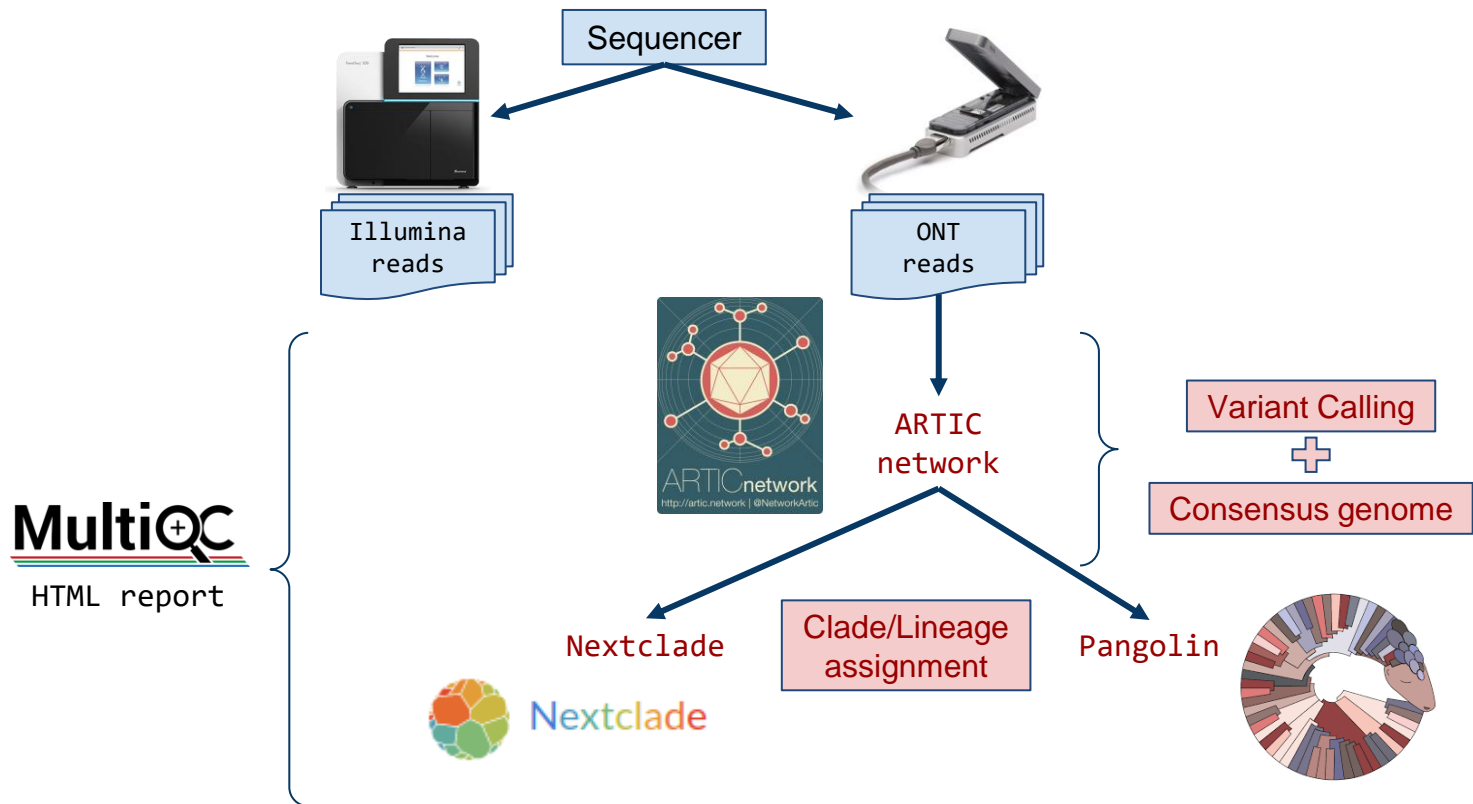 Sequencer
Illumina
reads
ONT
reads
ARTICnetwork
http://artic.network | @NetworkArtic
ARTIC
network
Variant Calling
Consensus genome
MultiQC
HTML report
Nextclade
Clade/Lineage
assignment
Pangolin
Nextclade